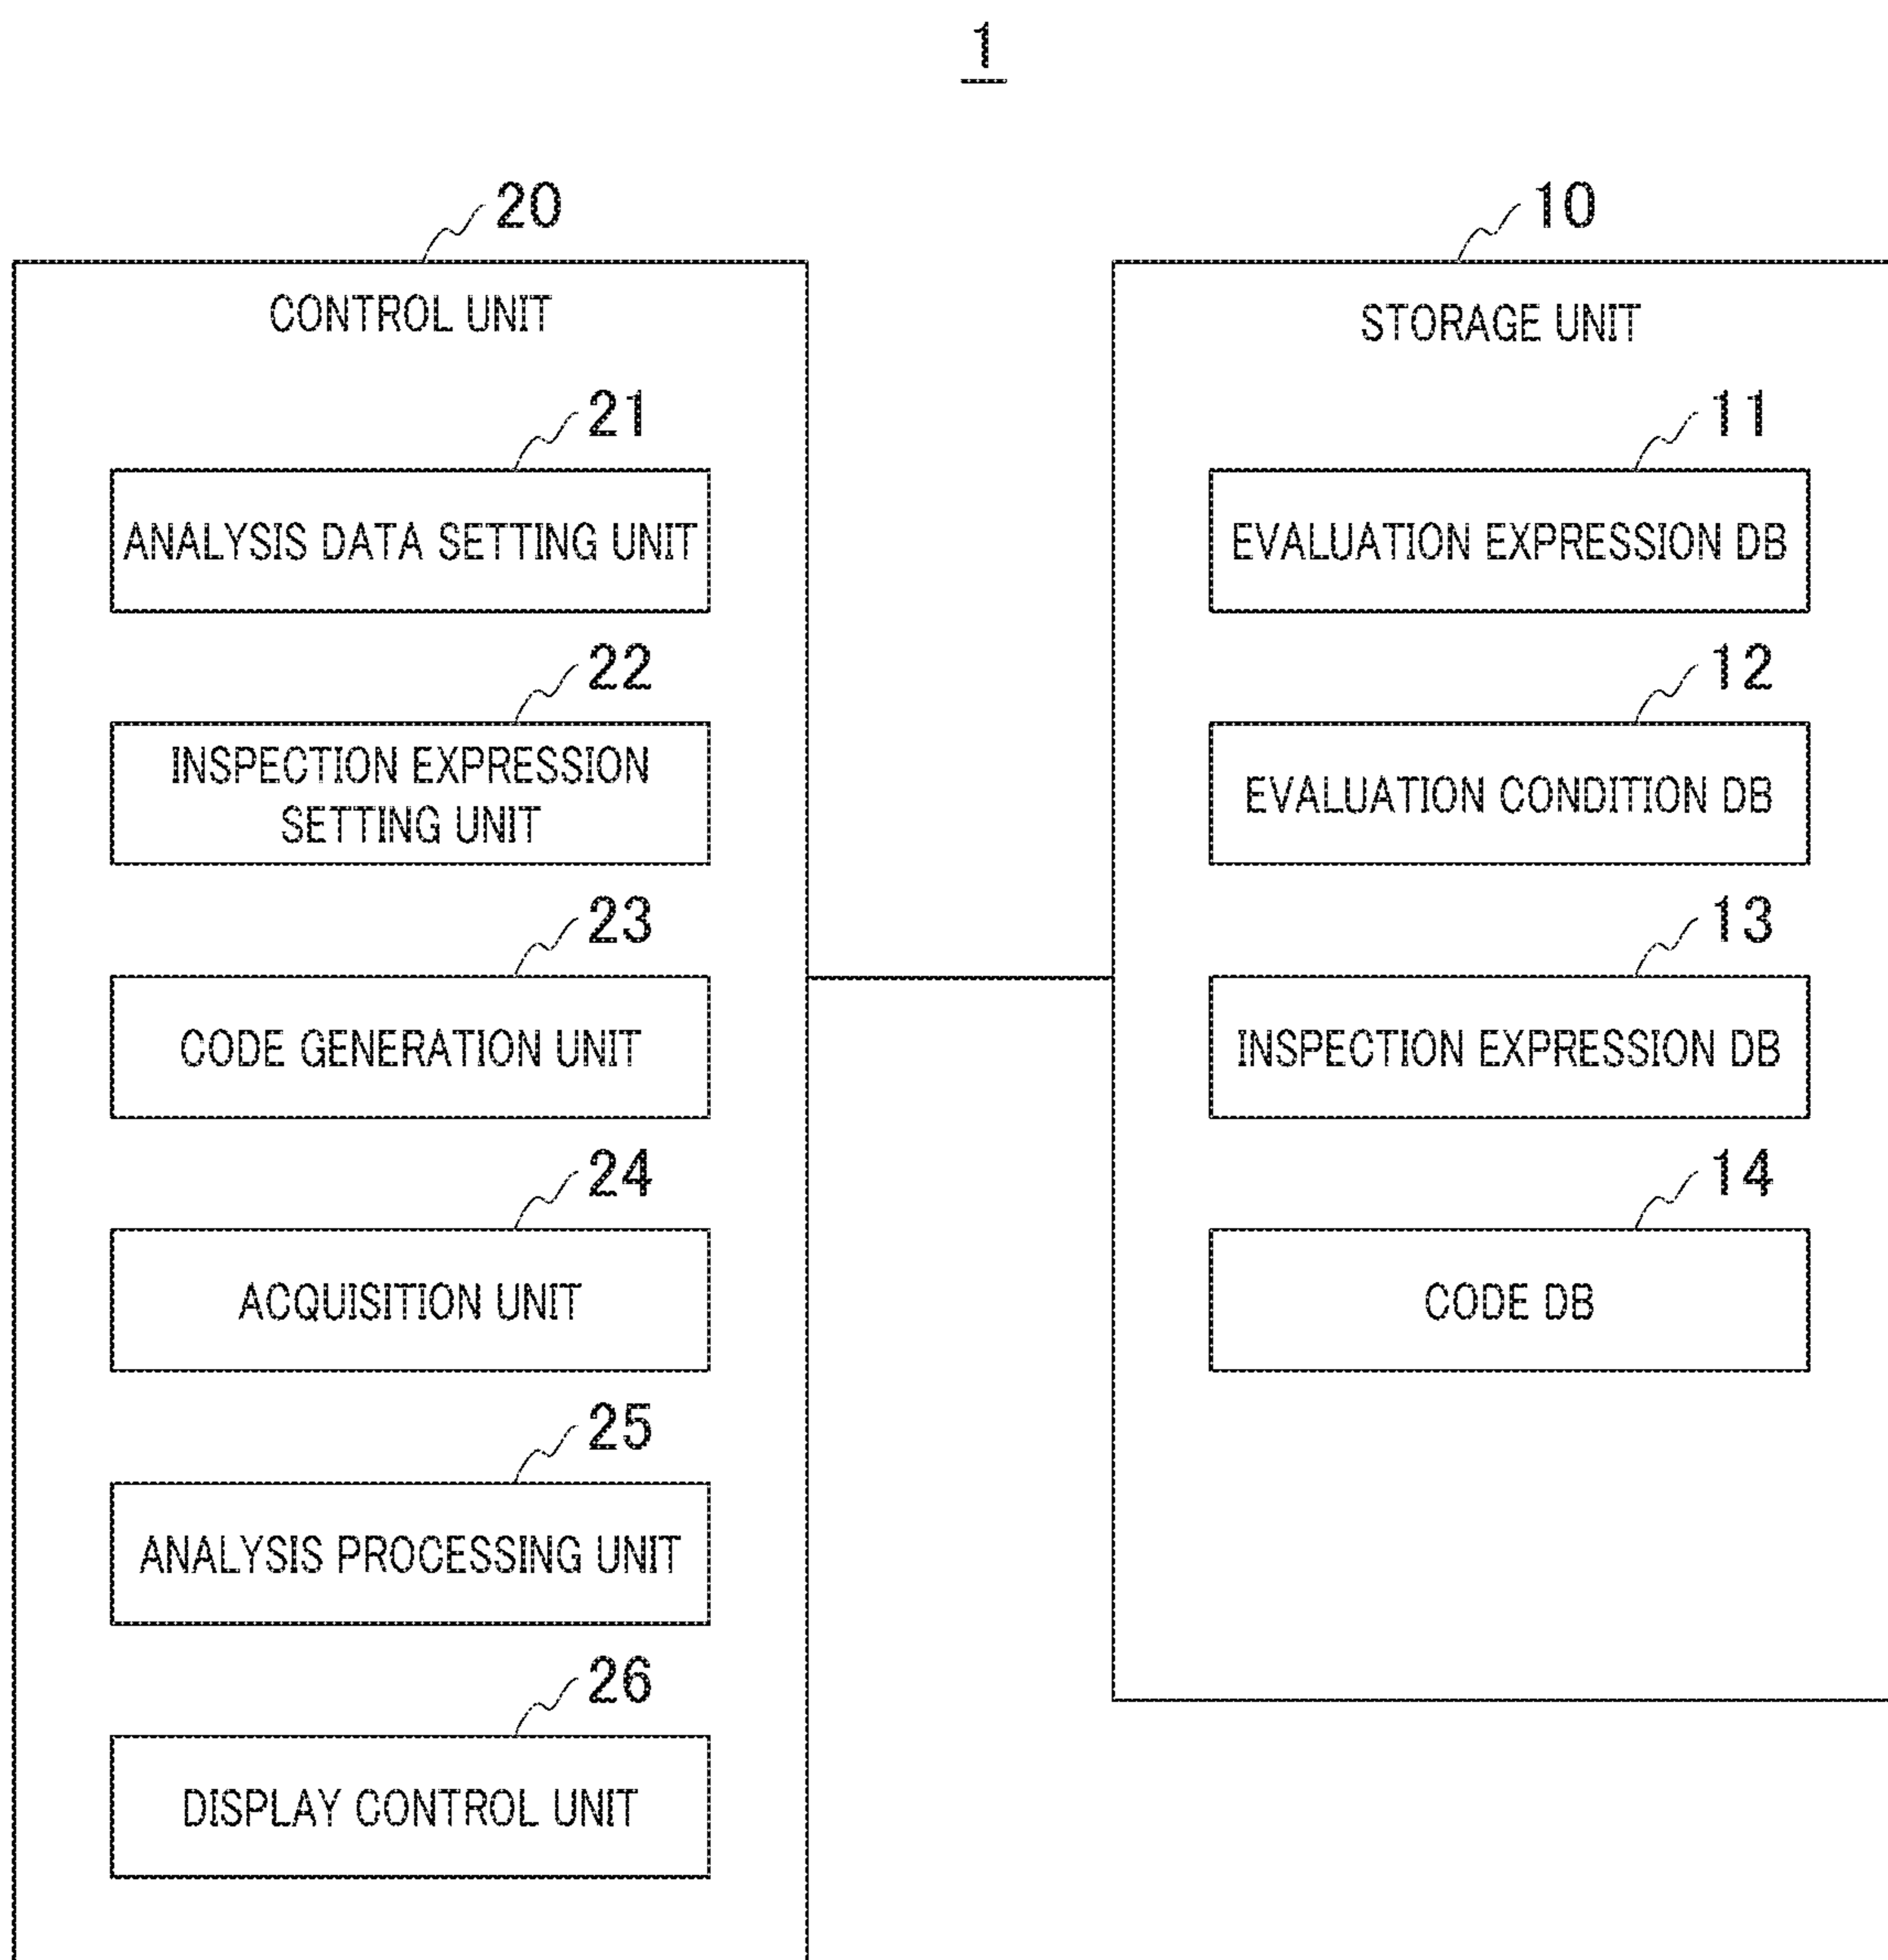 1
20
CONTROL UNIT
21
ANALYSIS DATA SETTING UNIT
22
INSPECTION EXPRESSION
SETTING UNIT
23
CODE GENERATION UNIT
24
ACQUISITION UNIT
25
ANALYSIS PROCESSING UNIT
26
DISPLAY CONTROL UNIT
10
STORAGE UNIT
11
EVALUATION EXPRESSION DB
12
EVALUATION CONDITION DB
13
INSPECTION EXPRESSION DB
14
CODE DB